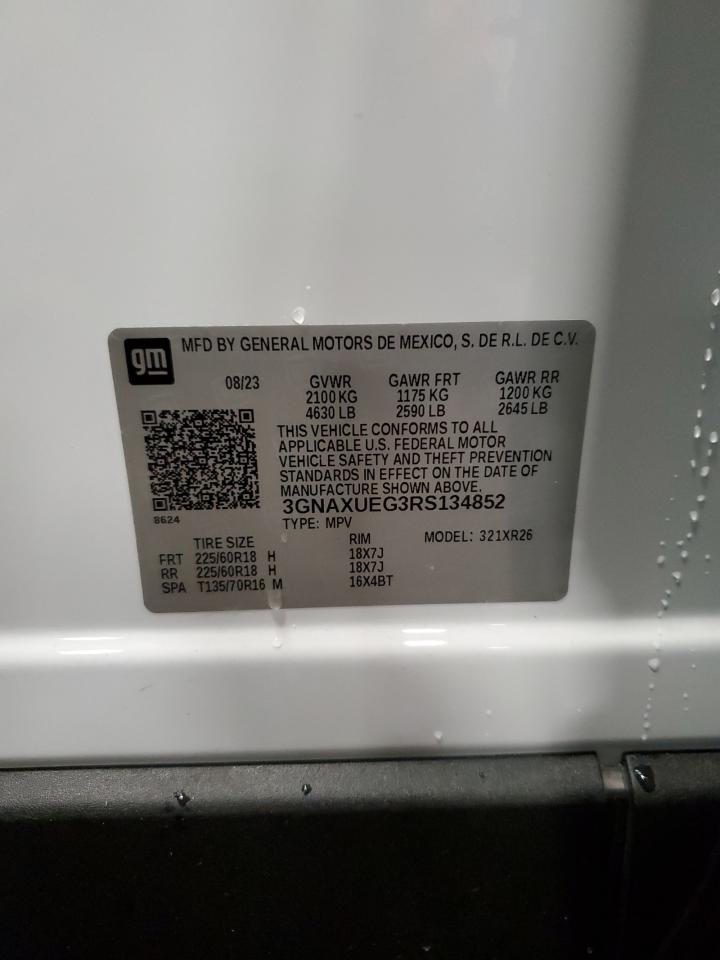 gm MFD BY GENERAL MOTORS DE MEXICO, S. DE R.L. DE C.V.
08/23 GVWR GAWR FRT GAWR RR
2100 KG 1175 KG 1200 KG
4630 LB 2590 LB 2645 LB
THIS VEHICLE CONFORMS TO ALL
APPLICABLE U.S. FEDERAL MOTOR
VEHICLE SAFETY AND THEFT PREVENTION
STANDARDS IN EFFECT ON THE DATE OF
MANUFACTURE SHOWN ABOVE.
3GNAXUEG3RS134852
8624
TYPE: MPV
TIRE SIZE RIM MODEL: 321XR26
FRT 225/60R18 H 18X7J
RR 225/60R18 H 18X7J
SPA T135/70R16 M 16X4BT